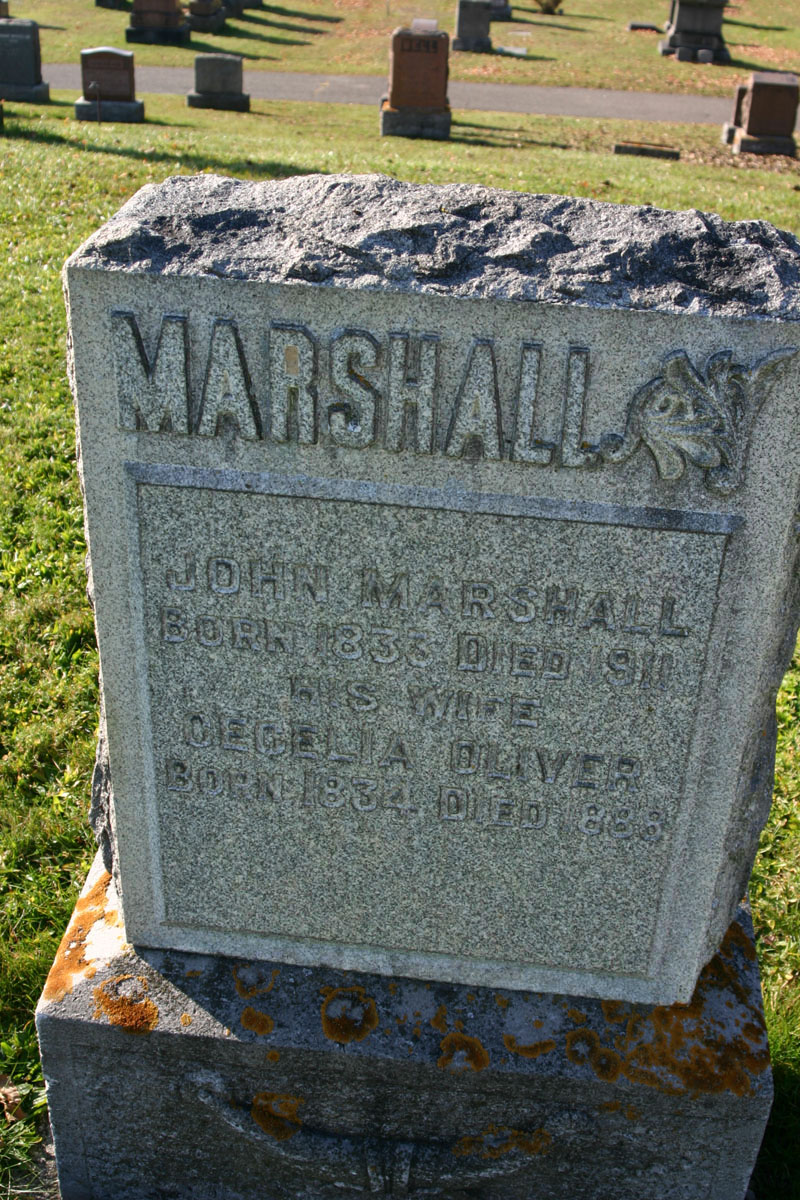 MARSHALL
JOHN MARSHALL
BORN 1833 DIED 1911
HIS WIFE
CECELIA OLIVER
BORN 1834 DIED 1888